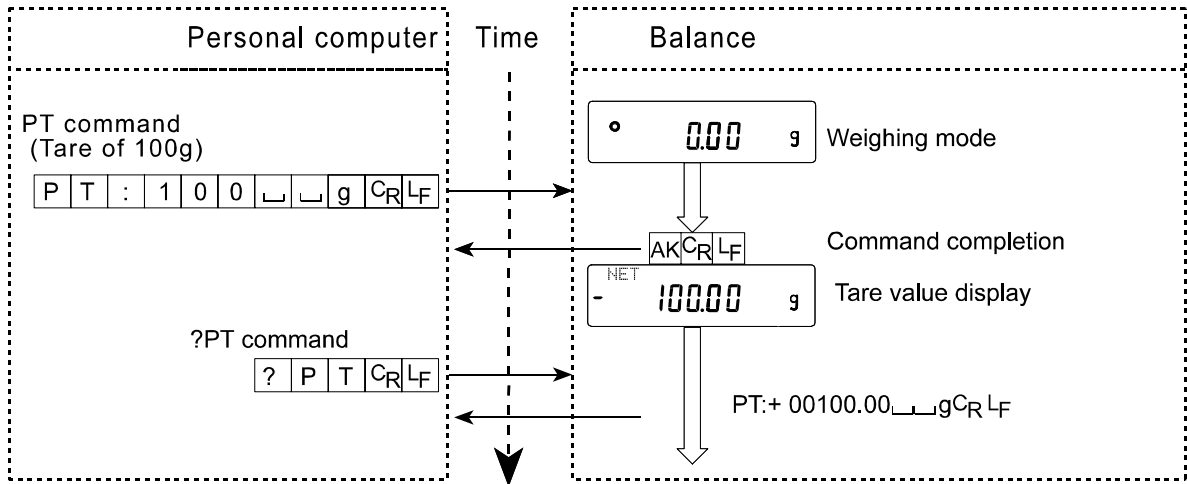 Personal computer Time Balance
0.00 g Weighing mode
PT command
(Tare of 100g)
P T : 1 0 0 ␣ ␣ g CR LF
AK CR LF Command completion
NET
- 100.00 g Tare value display
?PT command
? P T CR LF
PT:+ 00100.00␣␣gCR LF